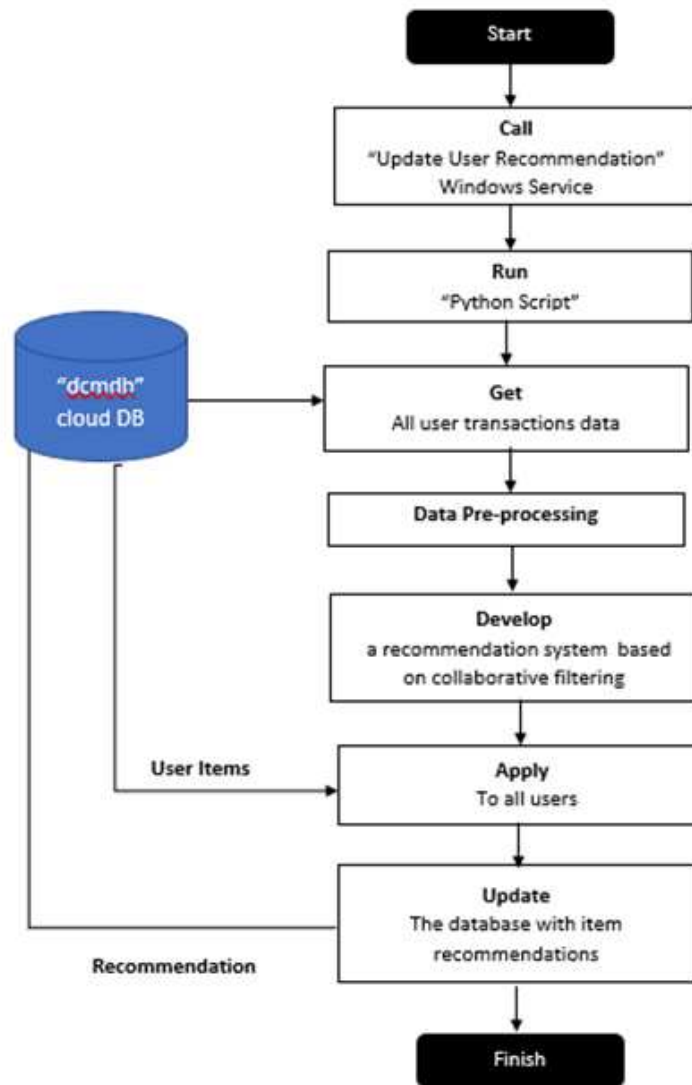 Start
Call
“Update User Recommendation”
Windows Service
Run
“Python Script”
“dcmdh”
cloud DB
Get
All user transactions data
Data Pre-processing
Develop
a recommendation system based
on collaborative filtering
User Items
Apply
To all users
Update
The database with item
recommendations
Recommendation
Finish